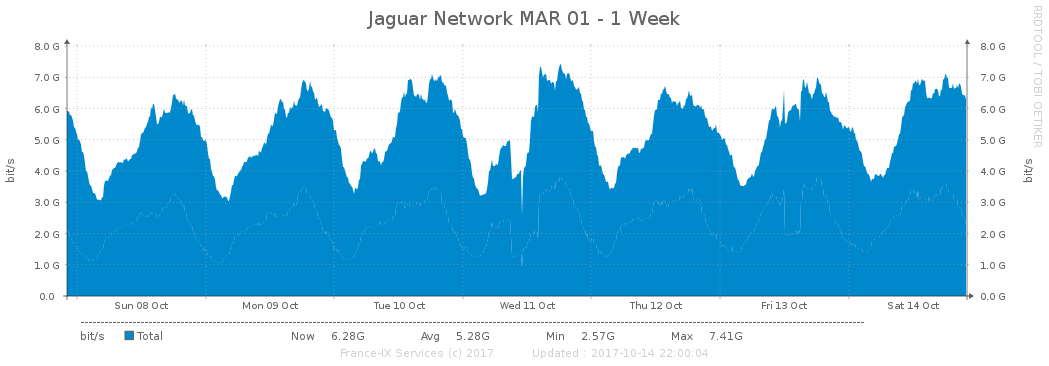 Jaguar Network MAR 01 - 1 Week
RRDTOOL / TOBI OETIKER
bit/s
8.0 G 8.0 G
7.0 G 7.0 G
6.0 G 6.0 G
5.0 G 5.0 G
4.0 G 4.0 G
3.0 G 3.0 G
2.0 G 2.0 G
1.0 G 1.0 G
0.0 0.0 G
bit/s
Sun 08 Oct Mon 09 Oct Tue 10 Oct Wed 11 Oct Thu 12 Oct Fri 13 Oct Sat 14 Oct
bit/s Total Now 6.28G Avg 5.28G Min 2.57G Max 7.41G
France-IX Services (c) 2017 Updated : 2017-10-14 22:00:04